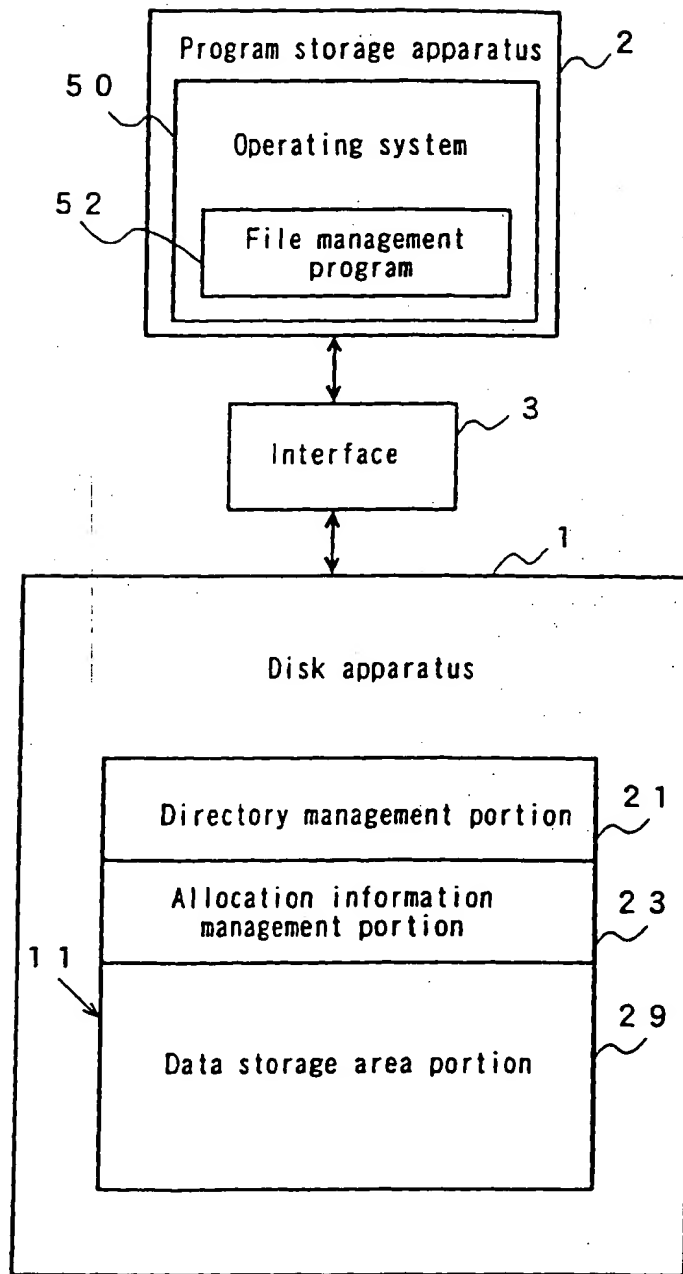 Program storage apparatus
2
50
Operating system
52
File management
program
3
Interface
1
Disk apparatus
21
Directory management portion
Allocation information
management portion
23
11
29
Data storage area portion